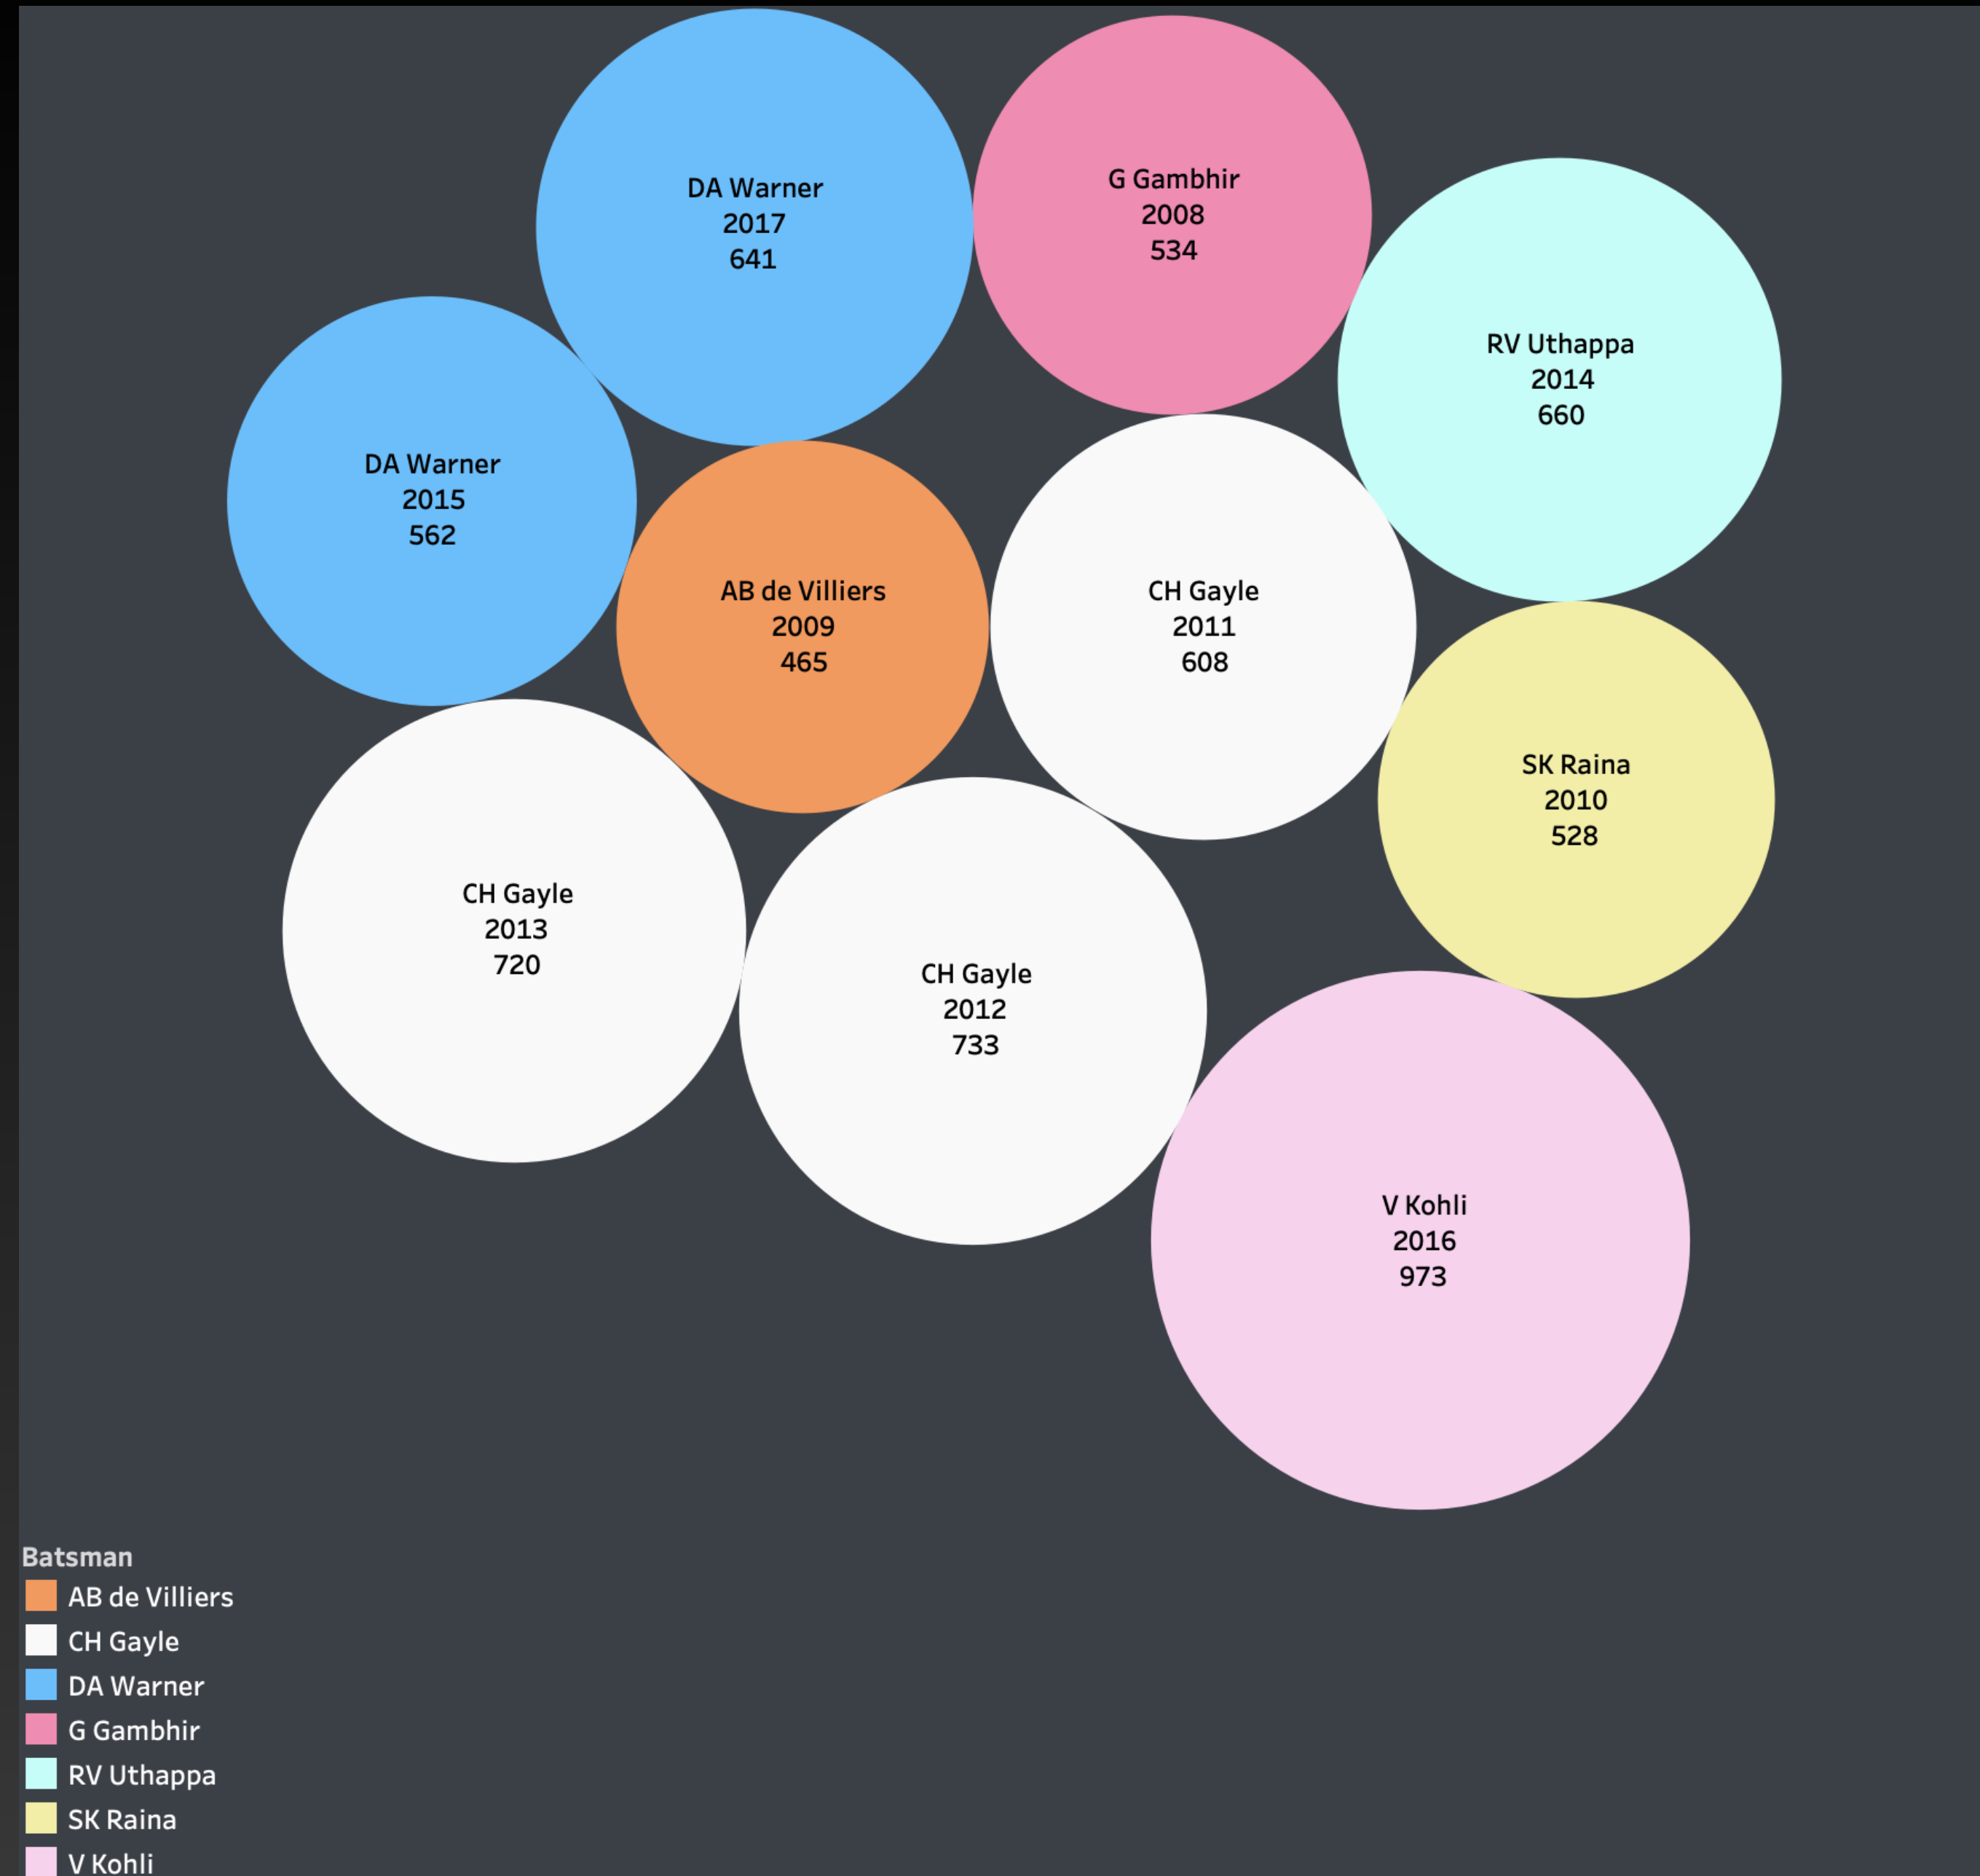 DA Warner
2017
641
G Gambhir
2008
534
RV Uthappa
2014
660
DA Warner
2015
562
AB de Villiers
2009
465
CH Gayle
2011
608
SK Raina
2010
528
CH Gayle
2013
720
CH Gayle
2012
733
V Kohli
2016
973
Batsman
AB de Villiers
CH Gayle
DA Warner
G Gambhir
RV Uthappa
SK Raina
V Kohli